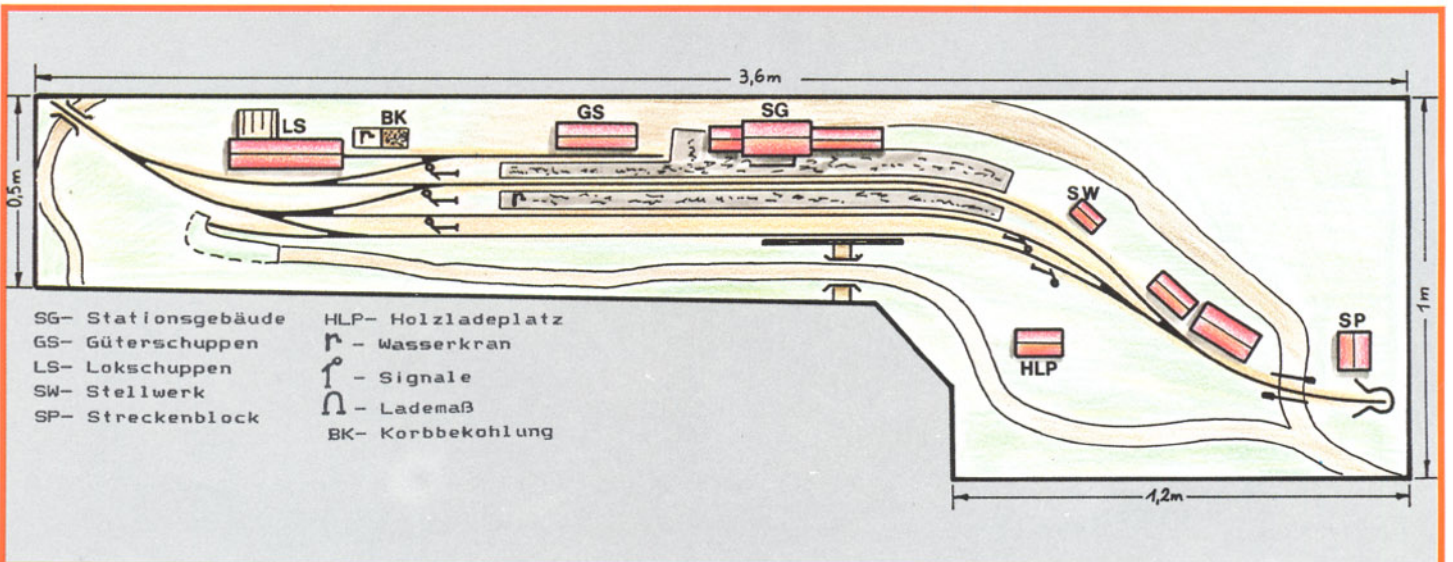 3,6m
0,5m
LS
BK
GS
SG
SW
SP
1m
HLP
1,2m
SG- Stationsgebäude
GS- Güterschuppen
LS- Lokschuppen
SW- Stellwerk
SP- Streckenblock
HLP- Holzladeplatz
- Wasserkran
- Signale
- Lademaß
BK- Korbbekohlung